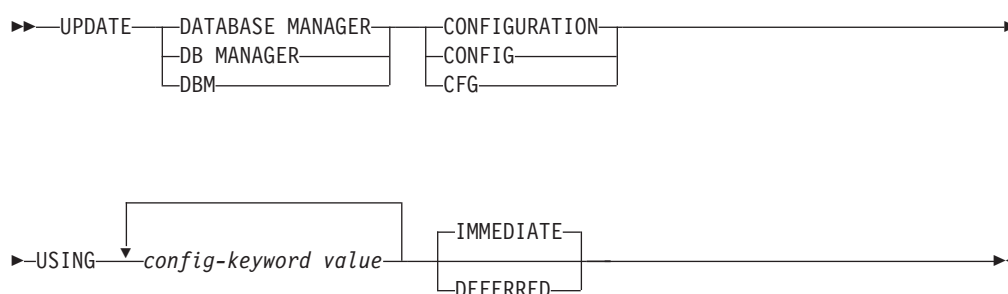 UPDATE DATABASE MANAGER CONFIGURATION
DB MANAGER CONFIG
DBM CFG
IMMEDIATE
USING config-keyword value
DEFERRED